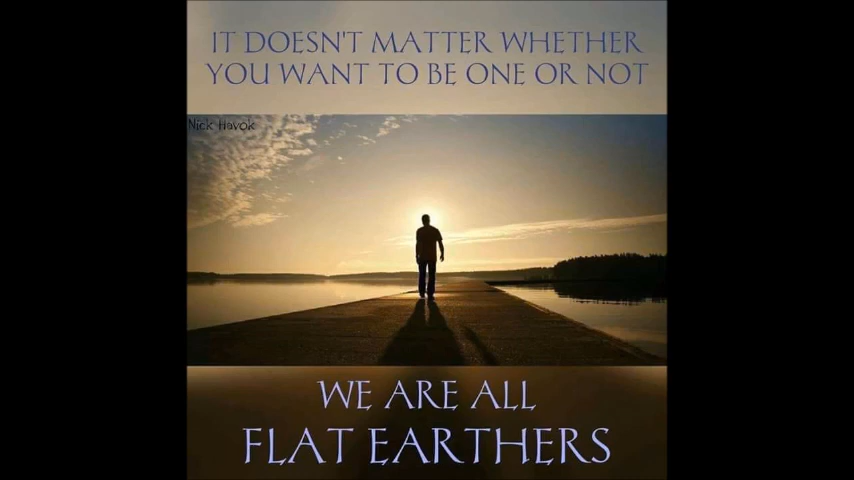 IT DOESN'T MATTER WHETHER
YOU WANT TO BE ONE OR NOT
Nick Havok
WE ARE ALL
FLAT EARTHERS